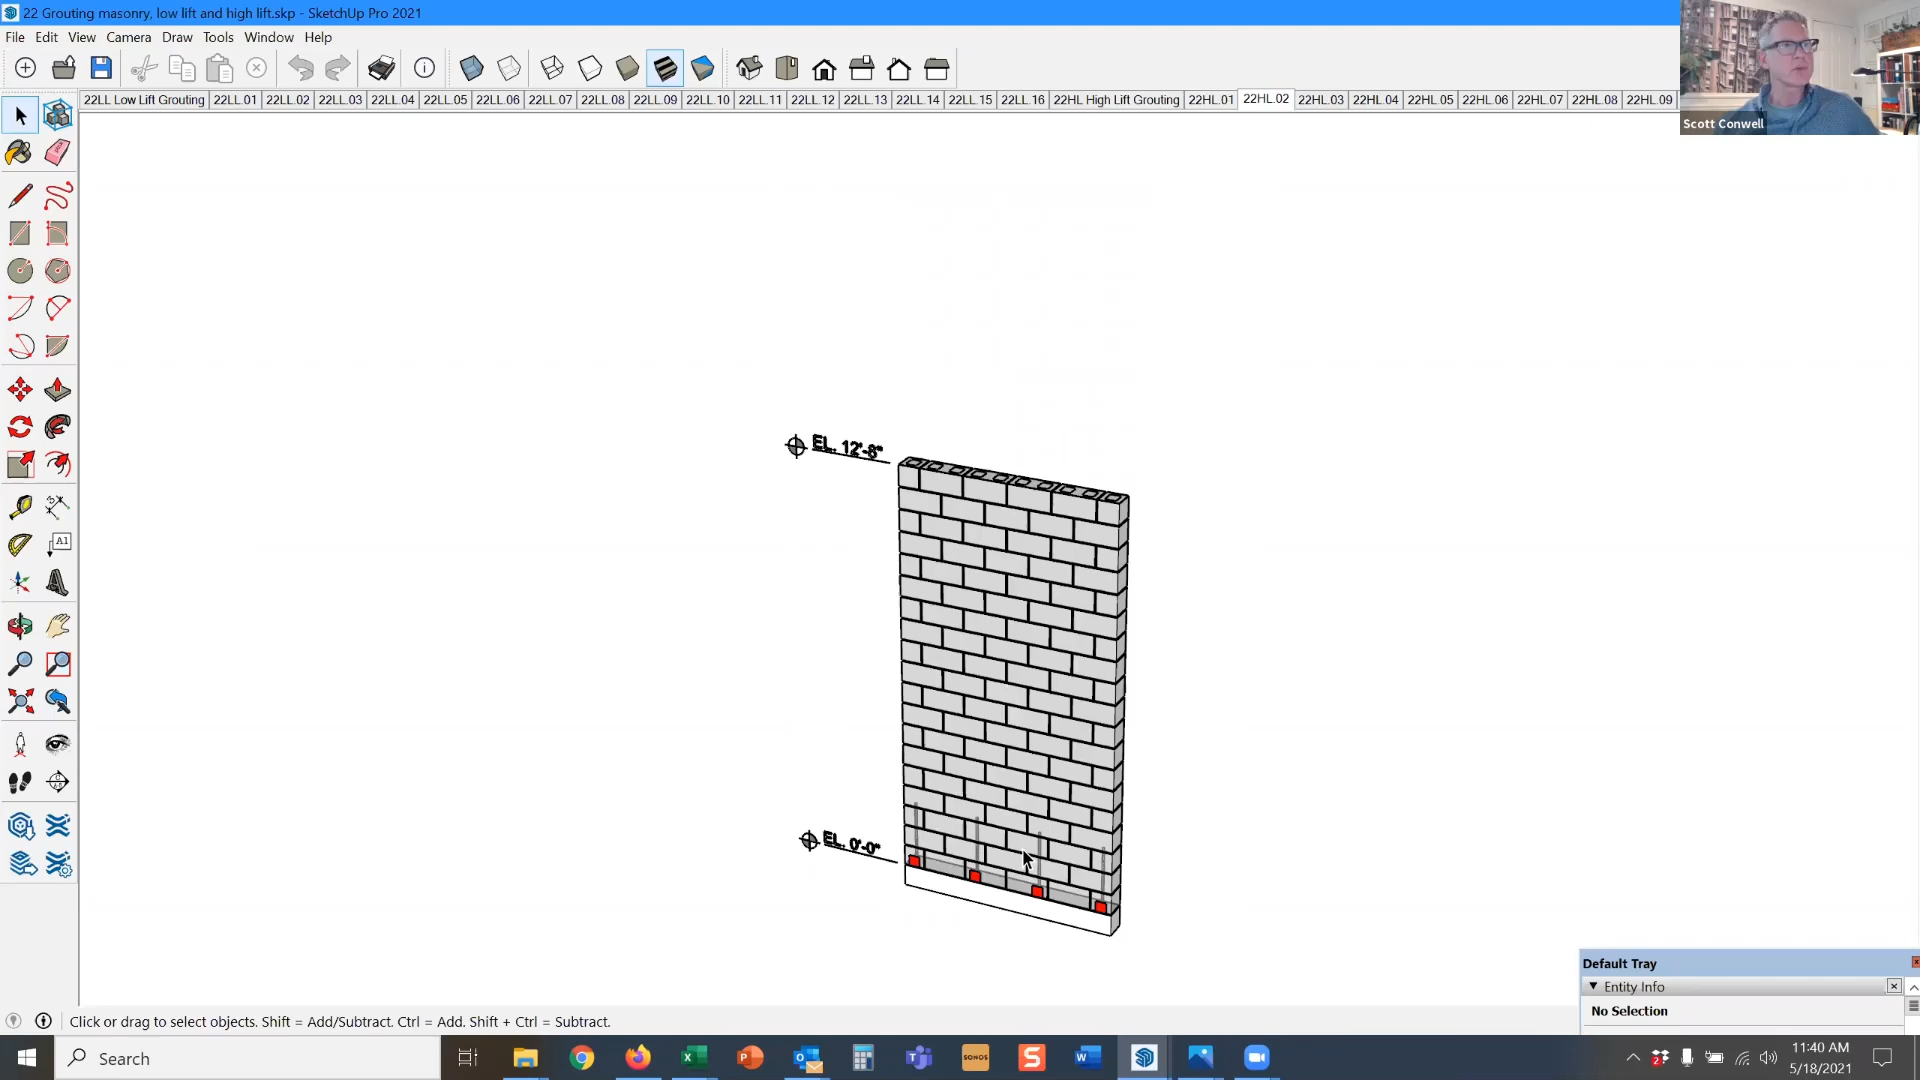 22 Grouting masonry, low lift and high lift.skp - SketchUp Pro 2021
File Edit View Camera Draw Tools Window Help
22LL Low Lift Grouting 22LL.01 22LL.02 22LL.03 22LL.04 22LL.05 22LL.06 22LL.07 22LL.08 22LL.09 22LL.10 22LL.11 22LL.12 22LL.13 22LL.14 22LL.15 22LL.16 22HL High Lift Grouting 22HL.01 22HL.02 22HL.03 22HL.04 22HL.05 22HL.06 22HL.07 22HL.08 22HL.09
Scott Conwell
A1
EL. 12'-8"
EL. 0'-0"
Default Tray
Entity Info
No Selection
Click or drag to select objects. Shift = Add/Subtract. Ctrl = Add. Shift + Ctrl = Subtract.
Search
SONOS
11:40 AM
5/18/2021